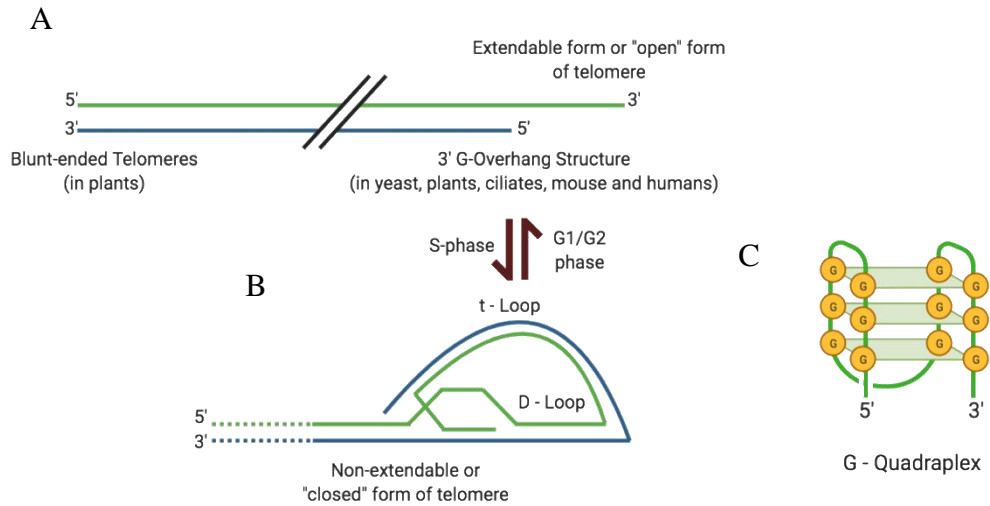 A
Extendable form or "open" form
of telomere
5'
3'
3'
5'
Blunt-ended Telomeres
(in plants)
3' G-Overhang Structure
(in yeast, plants, ciliates, mouse and humans)
S-phase
G1/G2
phase
B
t - Loop
D - Loop
5'
3'
Non-extendable or
"closed" form of telomere
C
G
G
G
G
G
G
G
G
G
G
G
G
5'
3'
G - Quadraplex